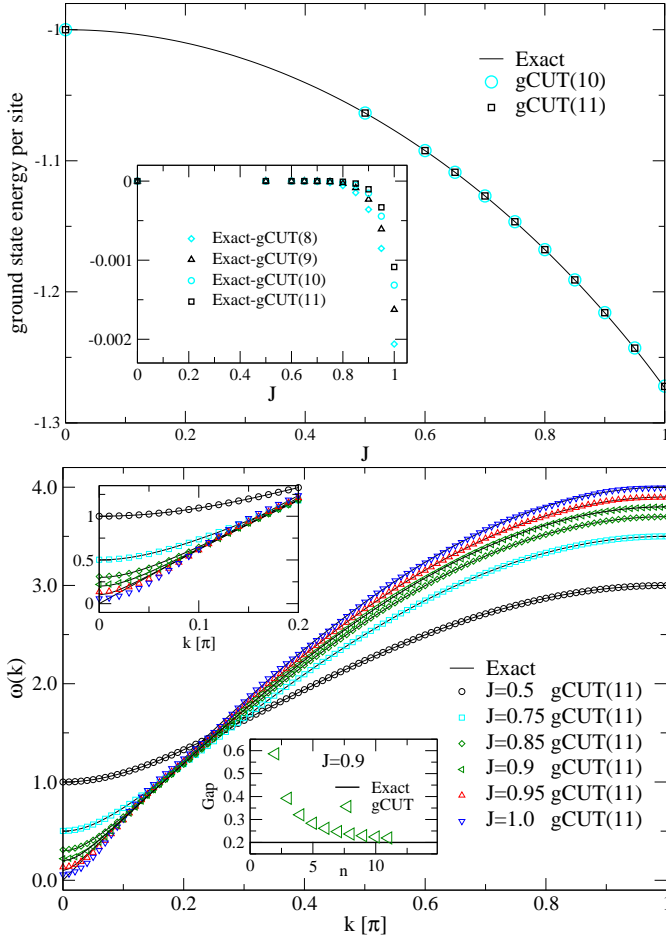 -1
Exact
gCUT(10)
gCUT(11)
-1.1
ground state energy per site
0
-0.001
-0.002
Exact-gCUT(8)
Exact-gCUT(9)
Exact-gCUT(10)
Exact-gCUT(11)
0 0.2 0.4 0.6 0.8 1
J
-1.2
-1.3
0 0.2 0.4 0.6 0.8 1
J
4.0
3.0
2.0
1.0
0.0
ω(k)
1
0.5
0
0 0.1 0.2
k [π]
Exact
J=0.5 gCUT(11)
J=0.75 gCUT(11)
J=0.85 gCUT(11)
J=0.9 gCUT(11)
J=0.95 gCUT(11)
J=1.0 gCUT(11)
0.6
0.5
0.4
0.3
0.2
Gap
J=0.9
Exact
gCUT
0 5 10
n
0 0.2 0.4 0.6 0.8 1
k [π]